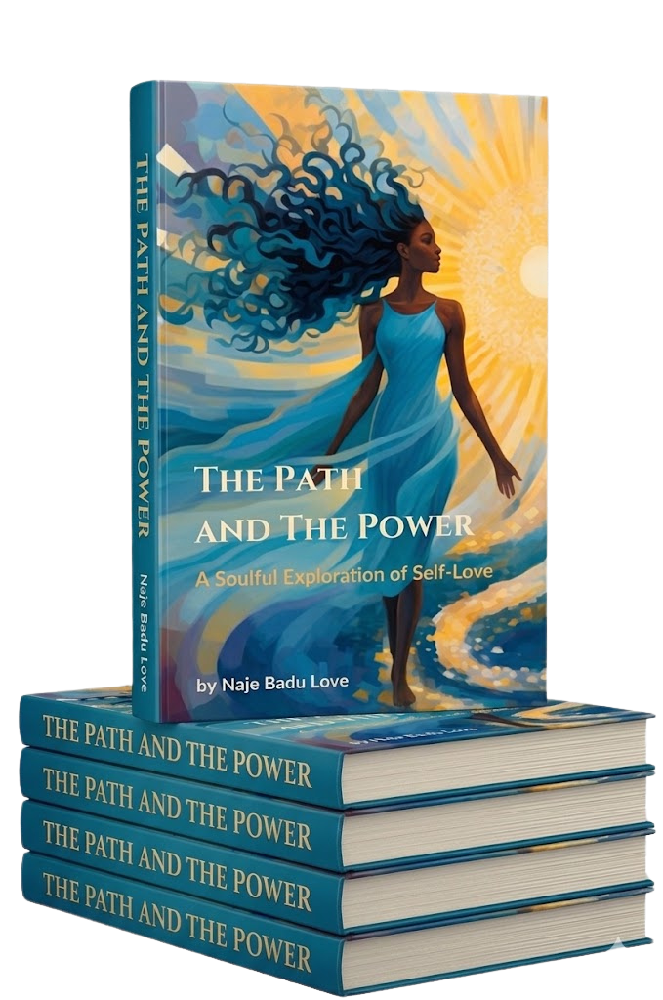 THE PATH AND THE POWER
Naje Badu Love
THE PATH
AND THE POWER
A Soulful Exploration of Self-Love
by Naje Badu Love
THE PATH AND THE POWER
THE PATH AND THE POWER
THE PATH AND THE POWER
THE PATH AND THE POWER